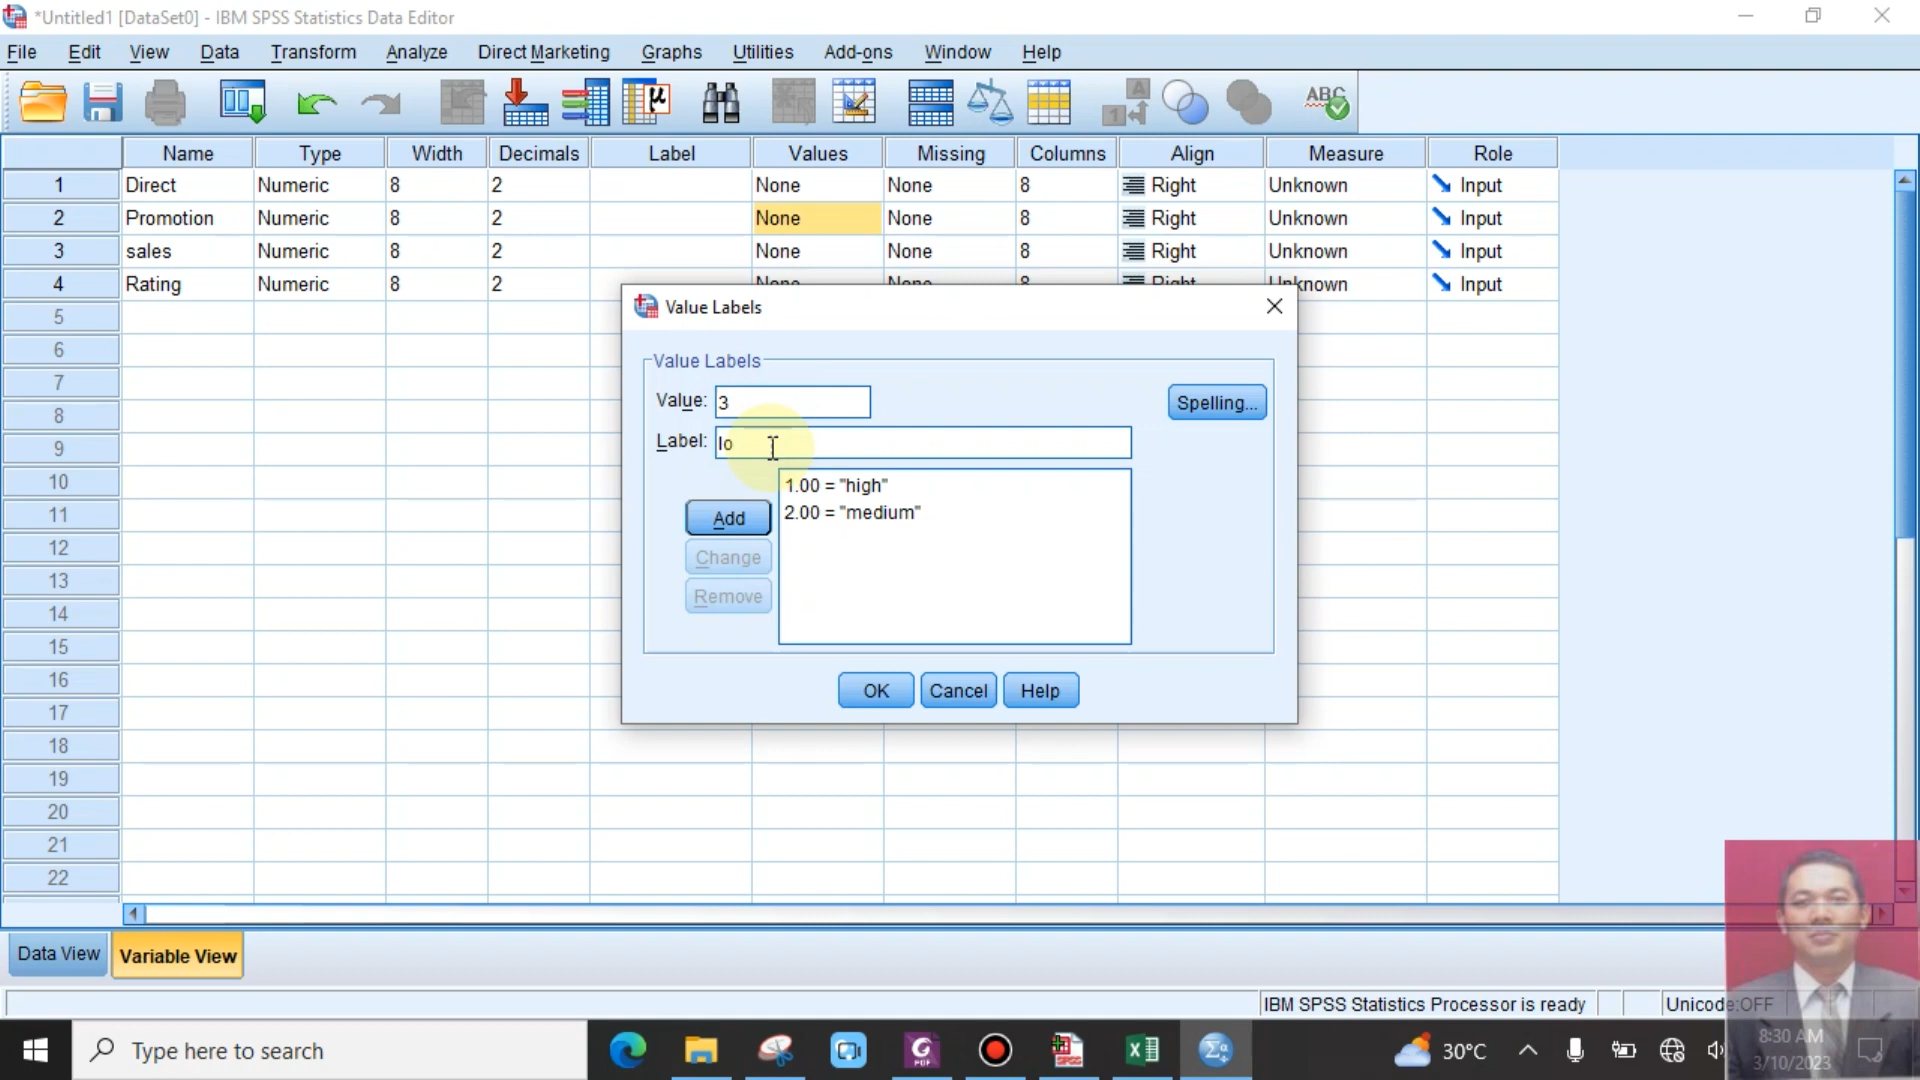 *Untitled1 [DataSet0] - IBM SPSS Statistics Data Editor
File Edit View Data Transform Analyze Direct Marketing Graphs Utilities Add-ons Window Help
Name Type Width Decimals Label Values Missing Columns Align Measure Role
1 Direct Numeric 8 2 None None 8 Right Unknown Input
2 Promotion Numeric 8 2 None None 8 Right Unknown Input
3 sales Numeric 8 2 None None 8 Right Unknown Input
4 Rating Numeric 8 2 None None 8 Right Unknown Input
5
6
7
8
9
10
11
12
13
14
15
16
17
18
19
20
21
22
Value Labels
Value Labels
Value: 3
Spelling...
Label: lo
1.00 = "high"
2.00 = "medium"
Add
Change
Remove
OK Cancel Help
Data View Variable View
IBM SPSS Statistics Processor is ready Unicode:OFF
Type here to search
30°C
8:30 AM
3/10/2023